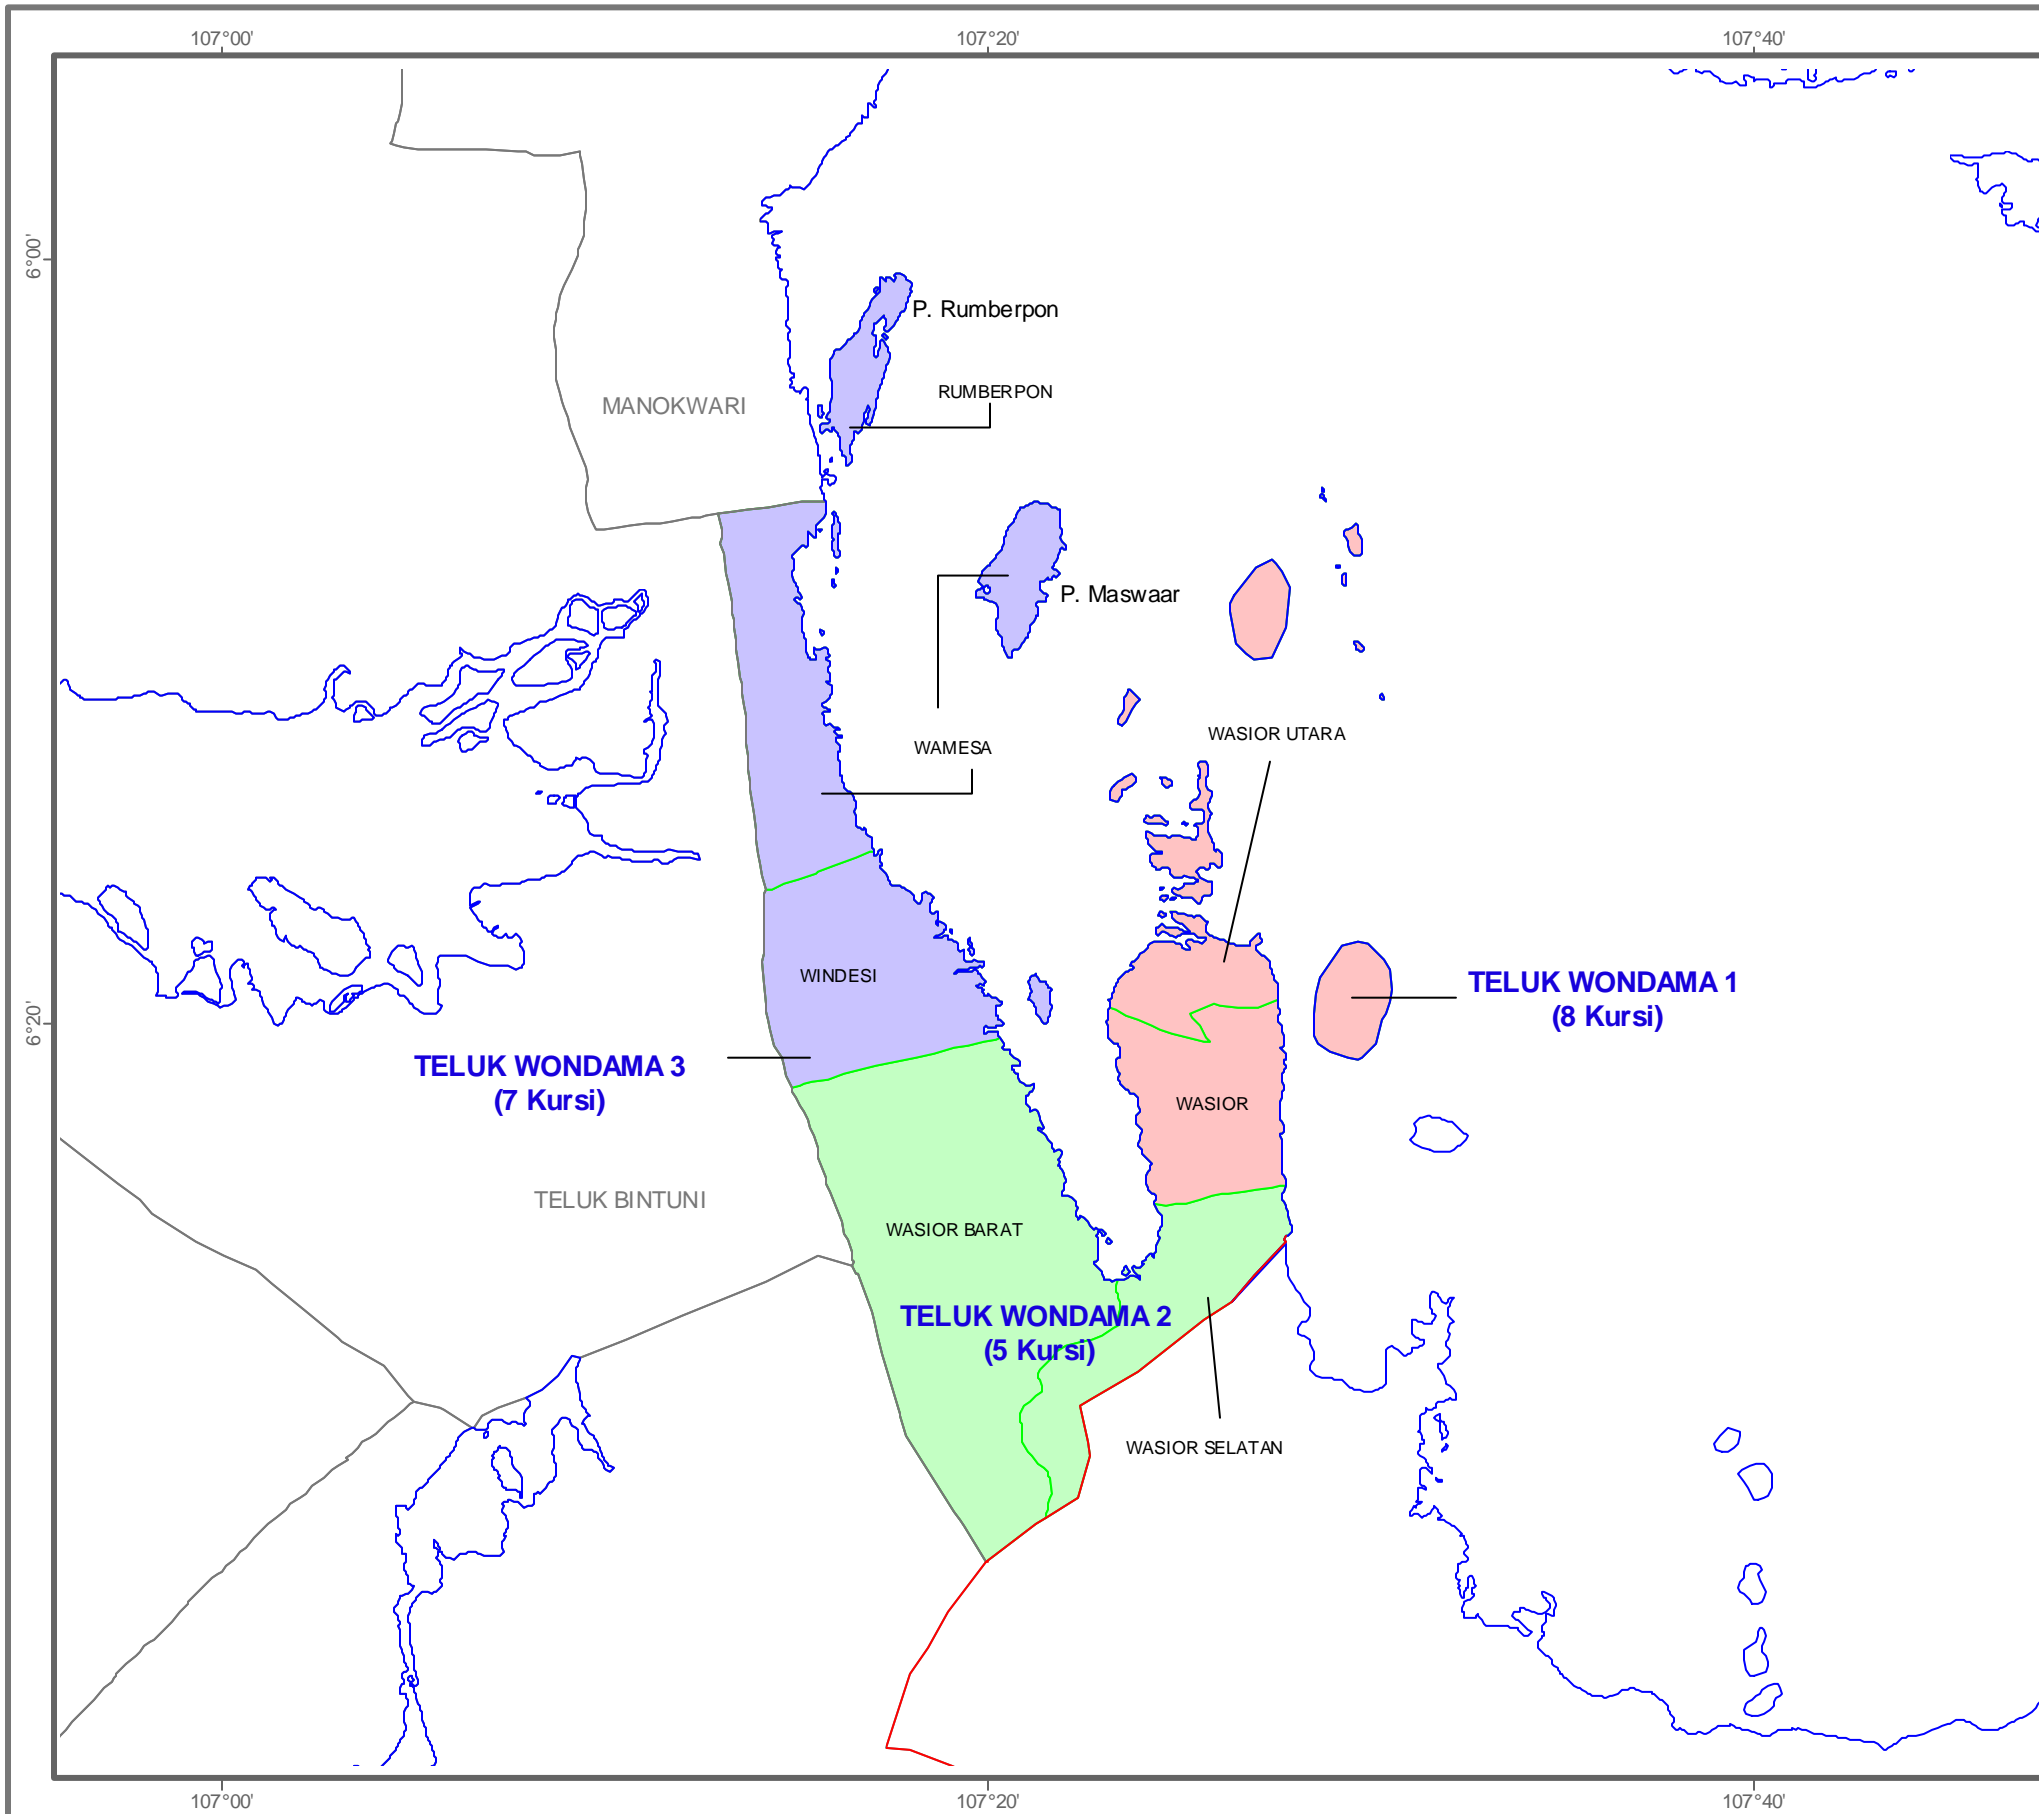 107°00'
107°20'
107°40'
6°00'
P. Rumberpon
RUMBERPON
MANOKWARI
P. Maswaar
WASIOR UTARA
WAMESA
WINDESI
TELUK WONDAMA 1
(8 Kursi)
6°20'
TELUK WONDAMA 3
(7 Kursi)
WASIOR
TELUK BINTUNI
WASIOR BARAT
TELUK WONDAMA 2
(5 Kursi)
WASIOR SELATAN
107°00'
107°20'
107°40'